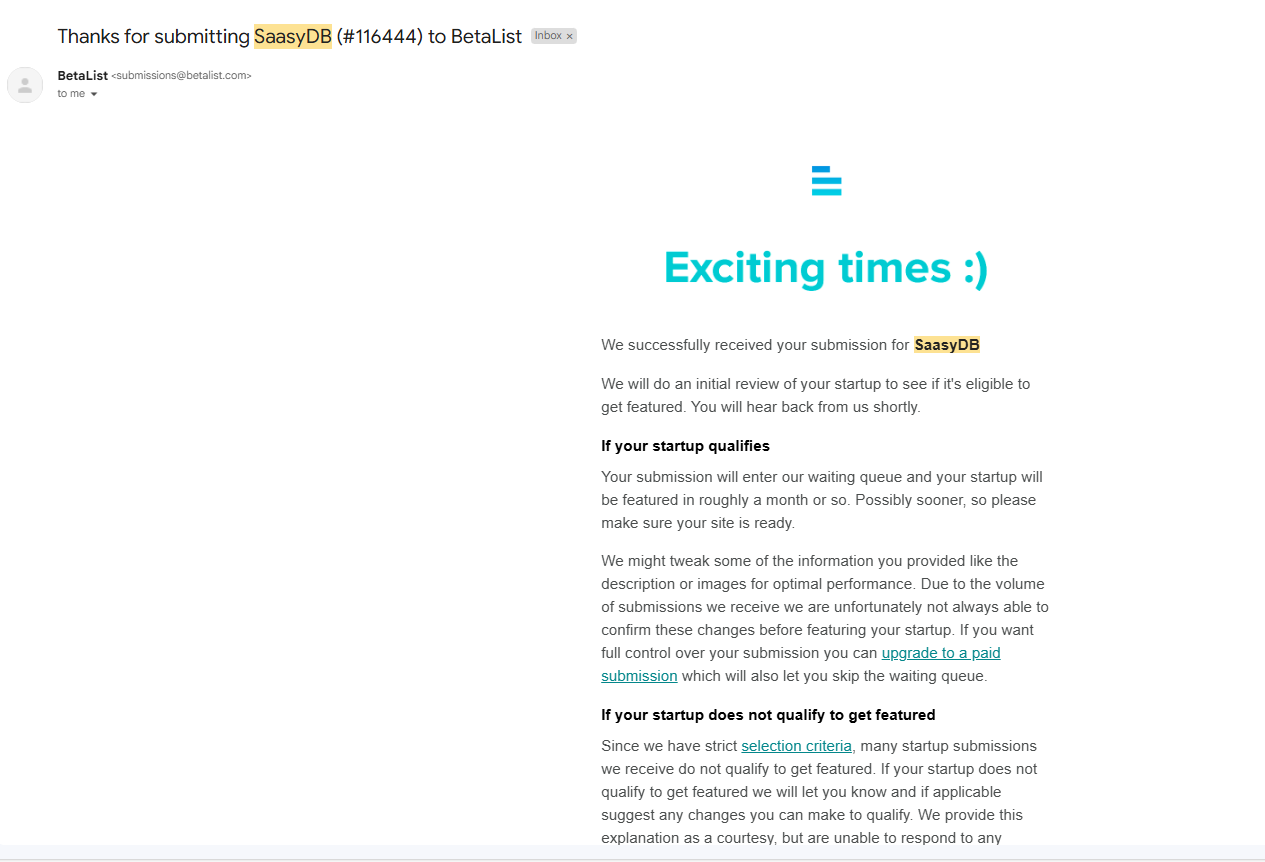 Thanks for submitting SaasyDB (#116444) to BetaList Inbox ×
BetaList <submissions@betalist.com>
to me
Exciting times :)
We successfully received your submission for SaasyDB
We will do an initial review of your startup to see if it's eligible to
get featured. You will hear back from us shortly.
If your startup qualifies
Your submission will enter our waiting queue and your startup will
be featured in roughly a month or so. Possibly sooner, so please
make sure your site is ready.
We might tweak some of the information you provided like the
description or images for optimal performance. Due to the volume
of submissions we receive we are unfortunately not always able to
confirm these changes before featuring your startup. If you want
full control over your submission you can upgrade to a paid
submission which will also let you skip the waiting queue.
If your startup does not qualify to get featured
Since we have strict selection criteria, many startup submissions
we receive do not qualify to get featured. If your startup does not
qualify to get featured we will let you know and if applicable
suggest any changes you can make to qualify. We provide this
explanation as a courtesy, but are unable to respond to any